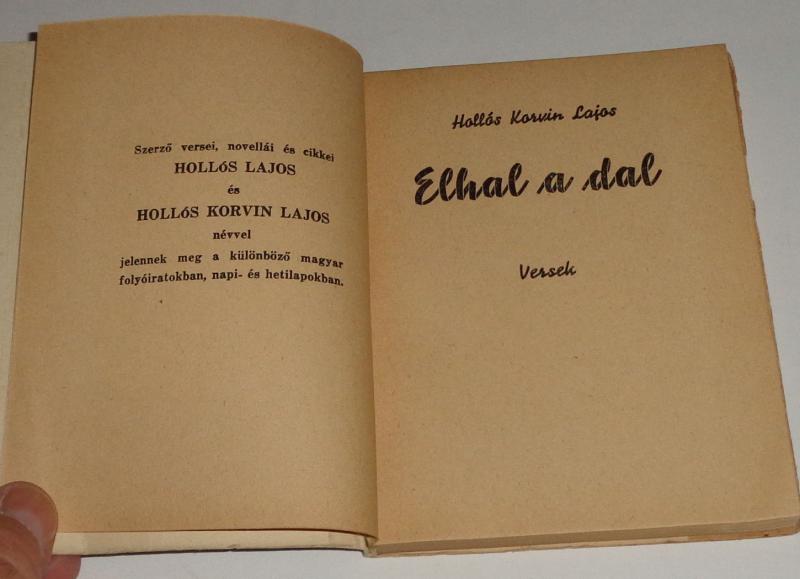 Szerző versei, novellái és cikkei
HOLLóS LAJOS
és
HOLLóS KORVIN LAJOS
névvel
jelennek meg a különböző magyar
folyóiratokban, napi- és hetilapokban.
Hollós Korvin Lajos
Elhal a dal
Versek